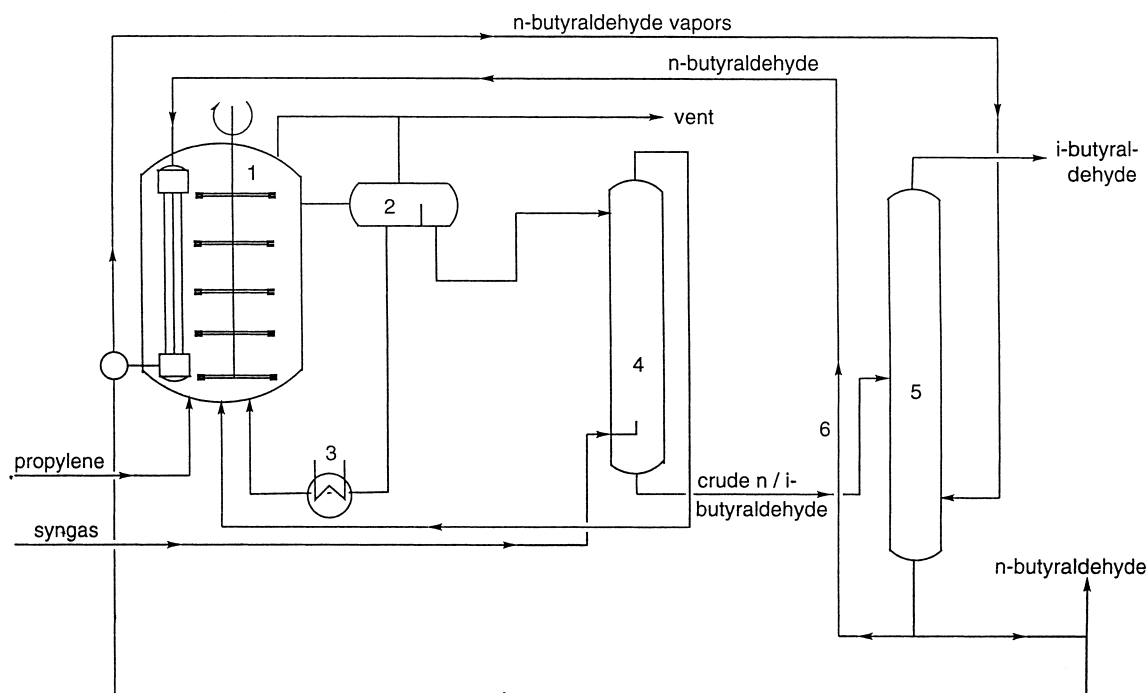 n-butyraldehyde vapors
n-butyraldehyde
vent
i-butyral-
dehyde
1
2
4
5
3
6
propylene
crude n / i-
butyraldehyde
syngas
n-butyraldehyde